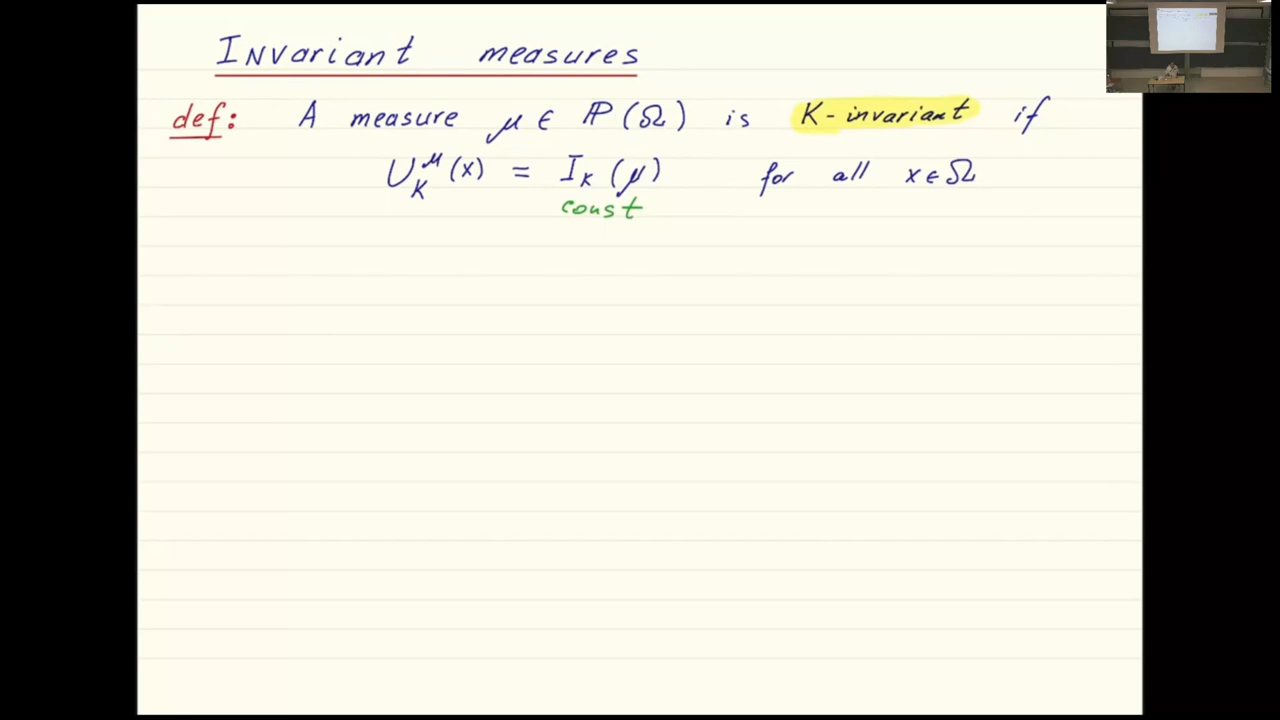 Invariant measures
def: A measure μ ∈ ℙ(Ω) is K-invariant if
U_K^μ(x) = I_K(μ) for all x ∈ Ω
const